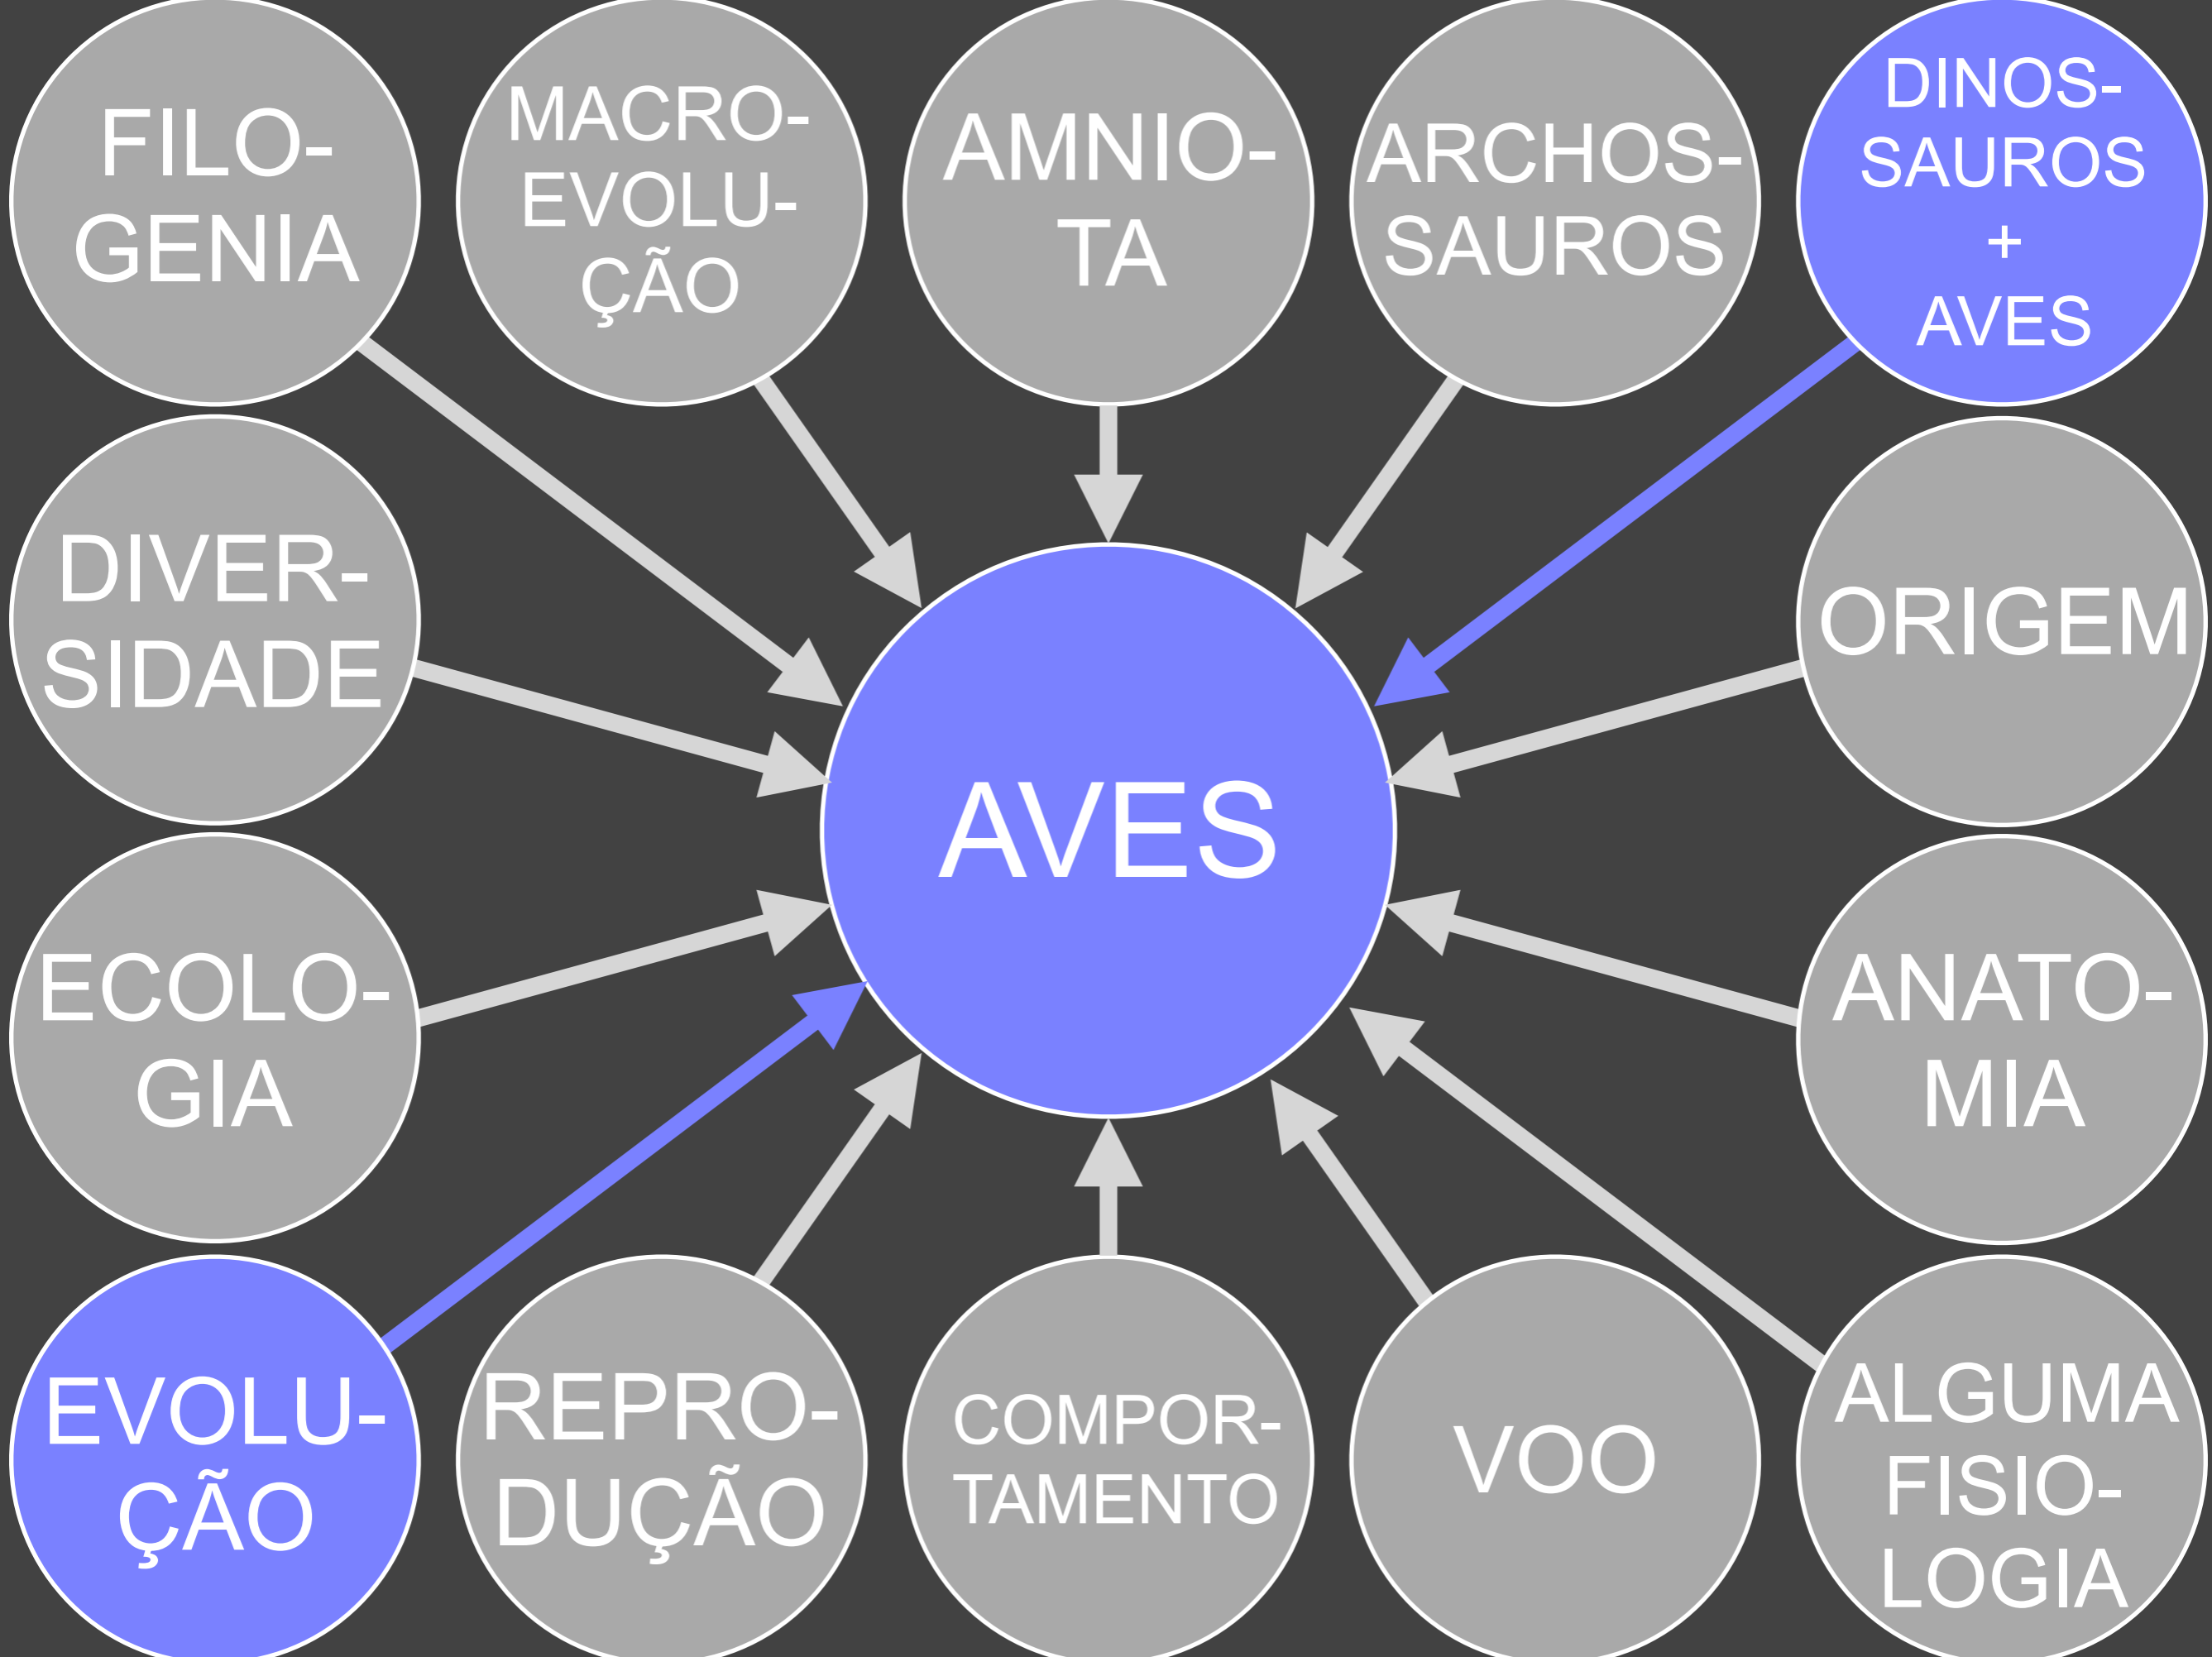 FILO-
GENIA
MACRO-
EVOLU-
ÇÃO
AMNIO-
TA
ARCHOS-
SAUROS
DINOS-
SAUROS
+
AVES
DIVER-
SIDADE
ORIGEM
AVES
ECOLO-
GIA
ANATO-
MIA
EVOLU-
ÇÃO
REPRO-
DUÇÃO
COMPOR-
TAMENTO
VOO
ALGUMA
FISIO-
LOGIA